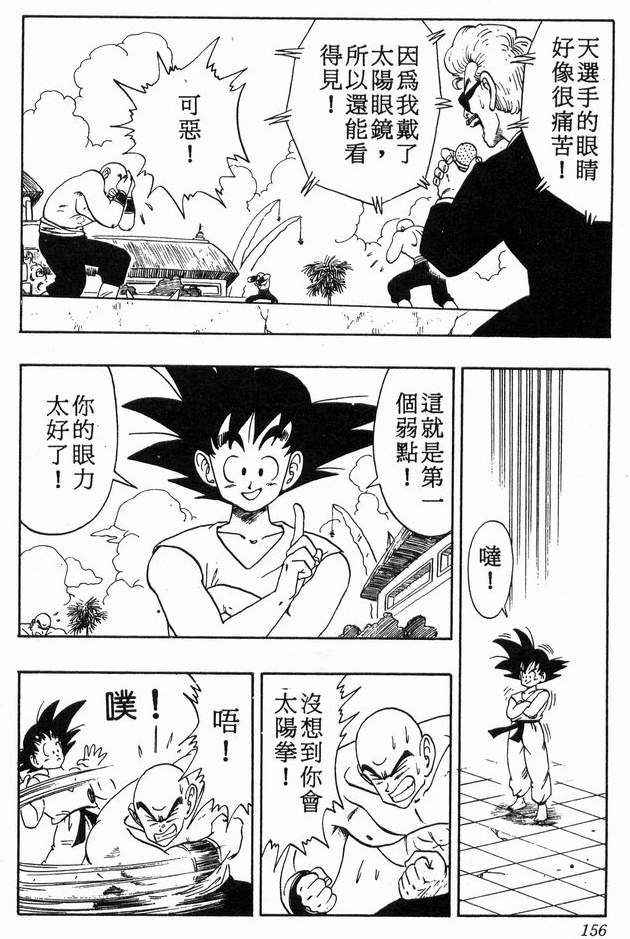 天選手的眼睛
好像很痛苦！
因爲我戴了
太陽眼鏡，
所以還能看
得見！
可惡！
噠！
這就是第一
個弱點！
你的眼力
太好了！
沒想到你會
太陽拳！
唔！
噗！
156